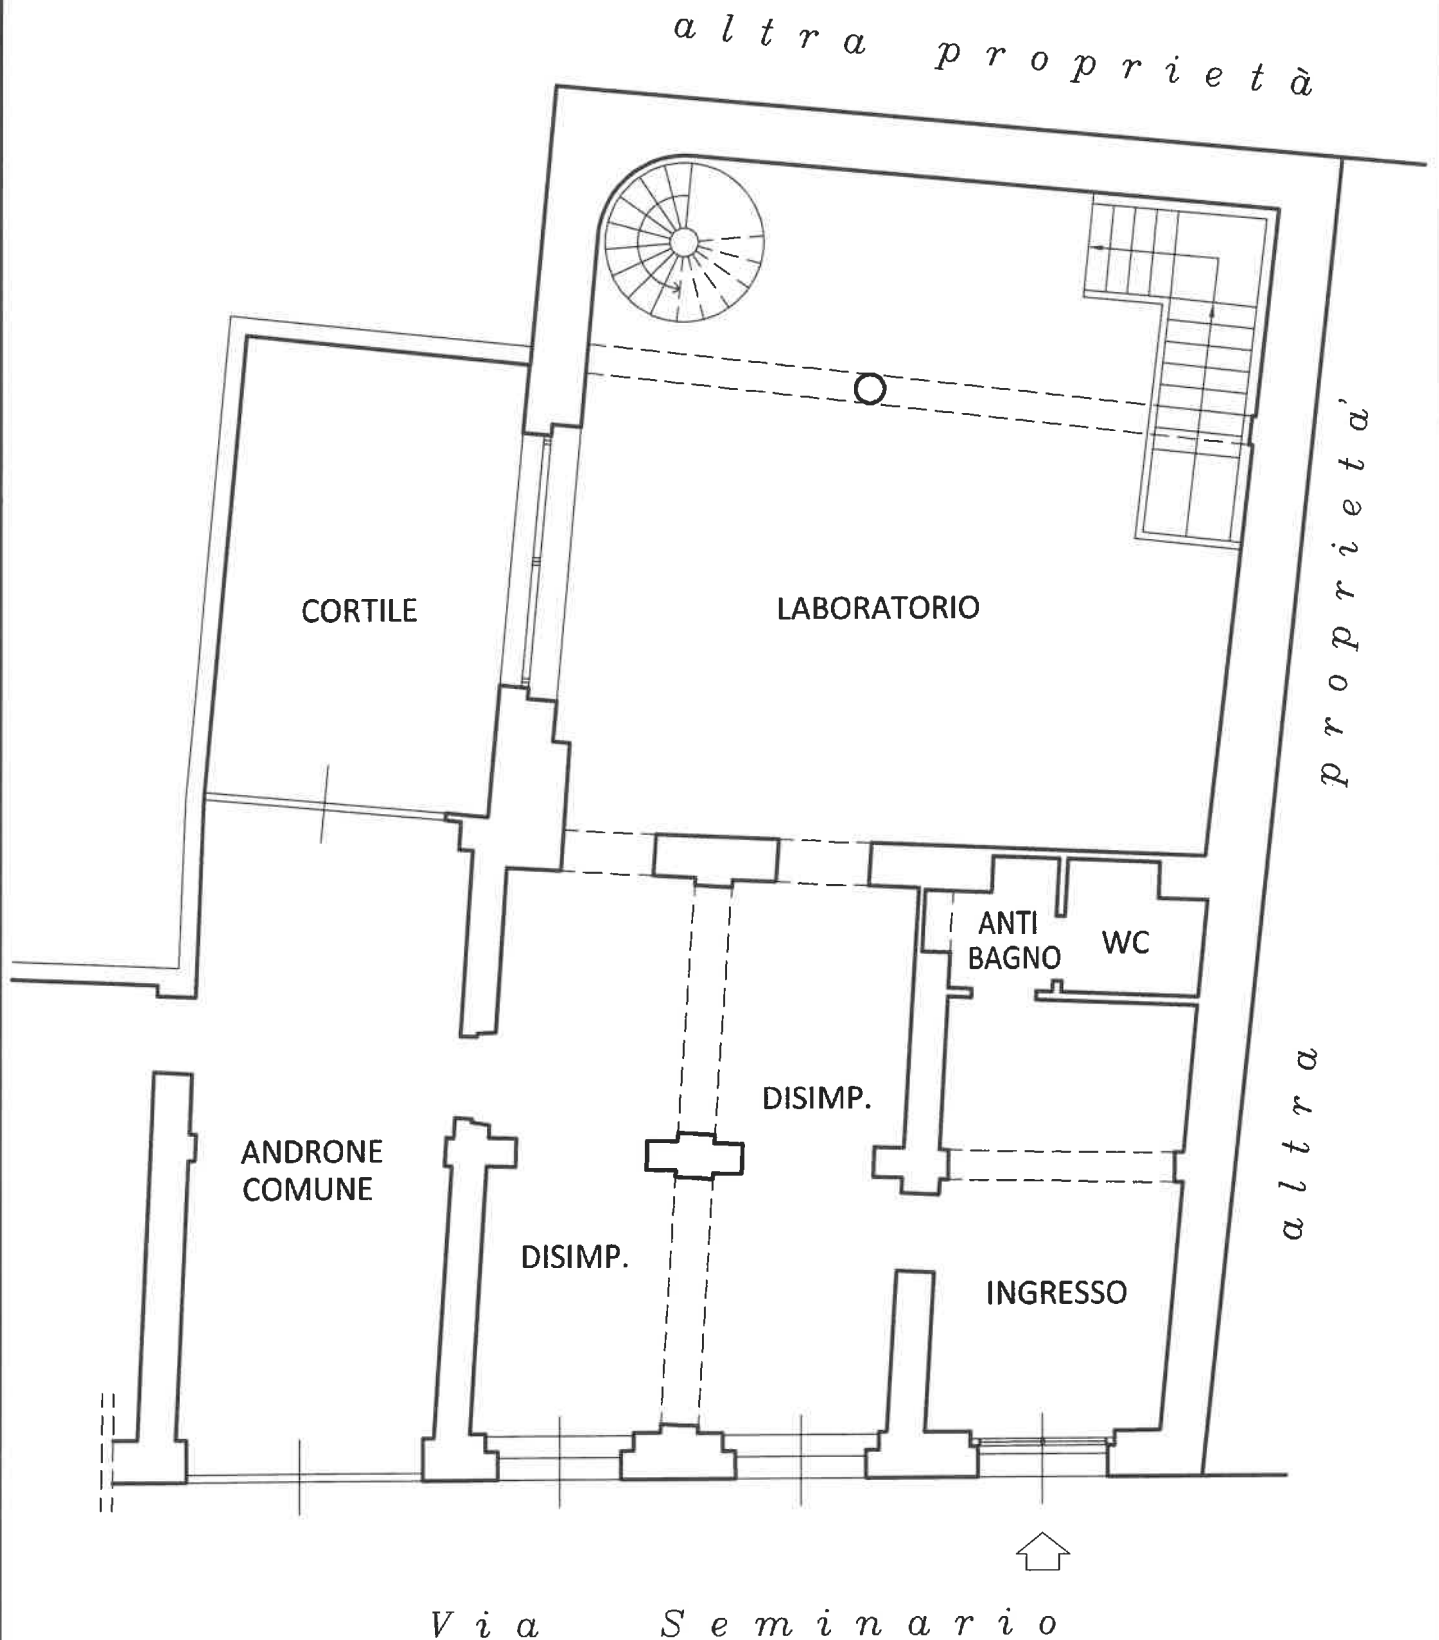 altra proprietà
CORTILE
LABORATORIO
altra proprieta'
ANTI
BAGNO
WC
DISIMP.
ANDRONE
COMUNE
DISIMP.
INGRESSO
Via Seminario